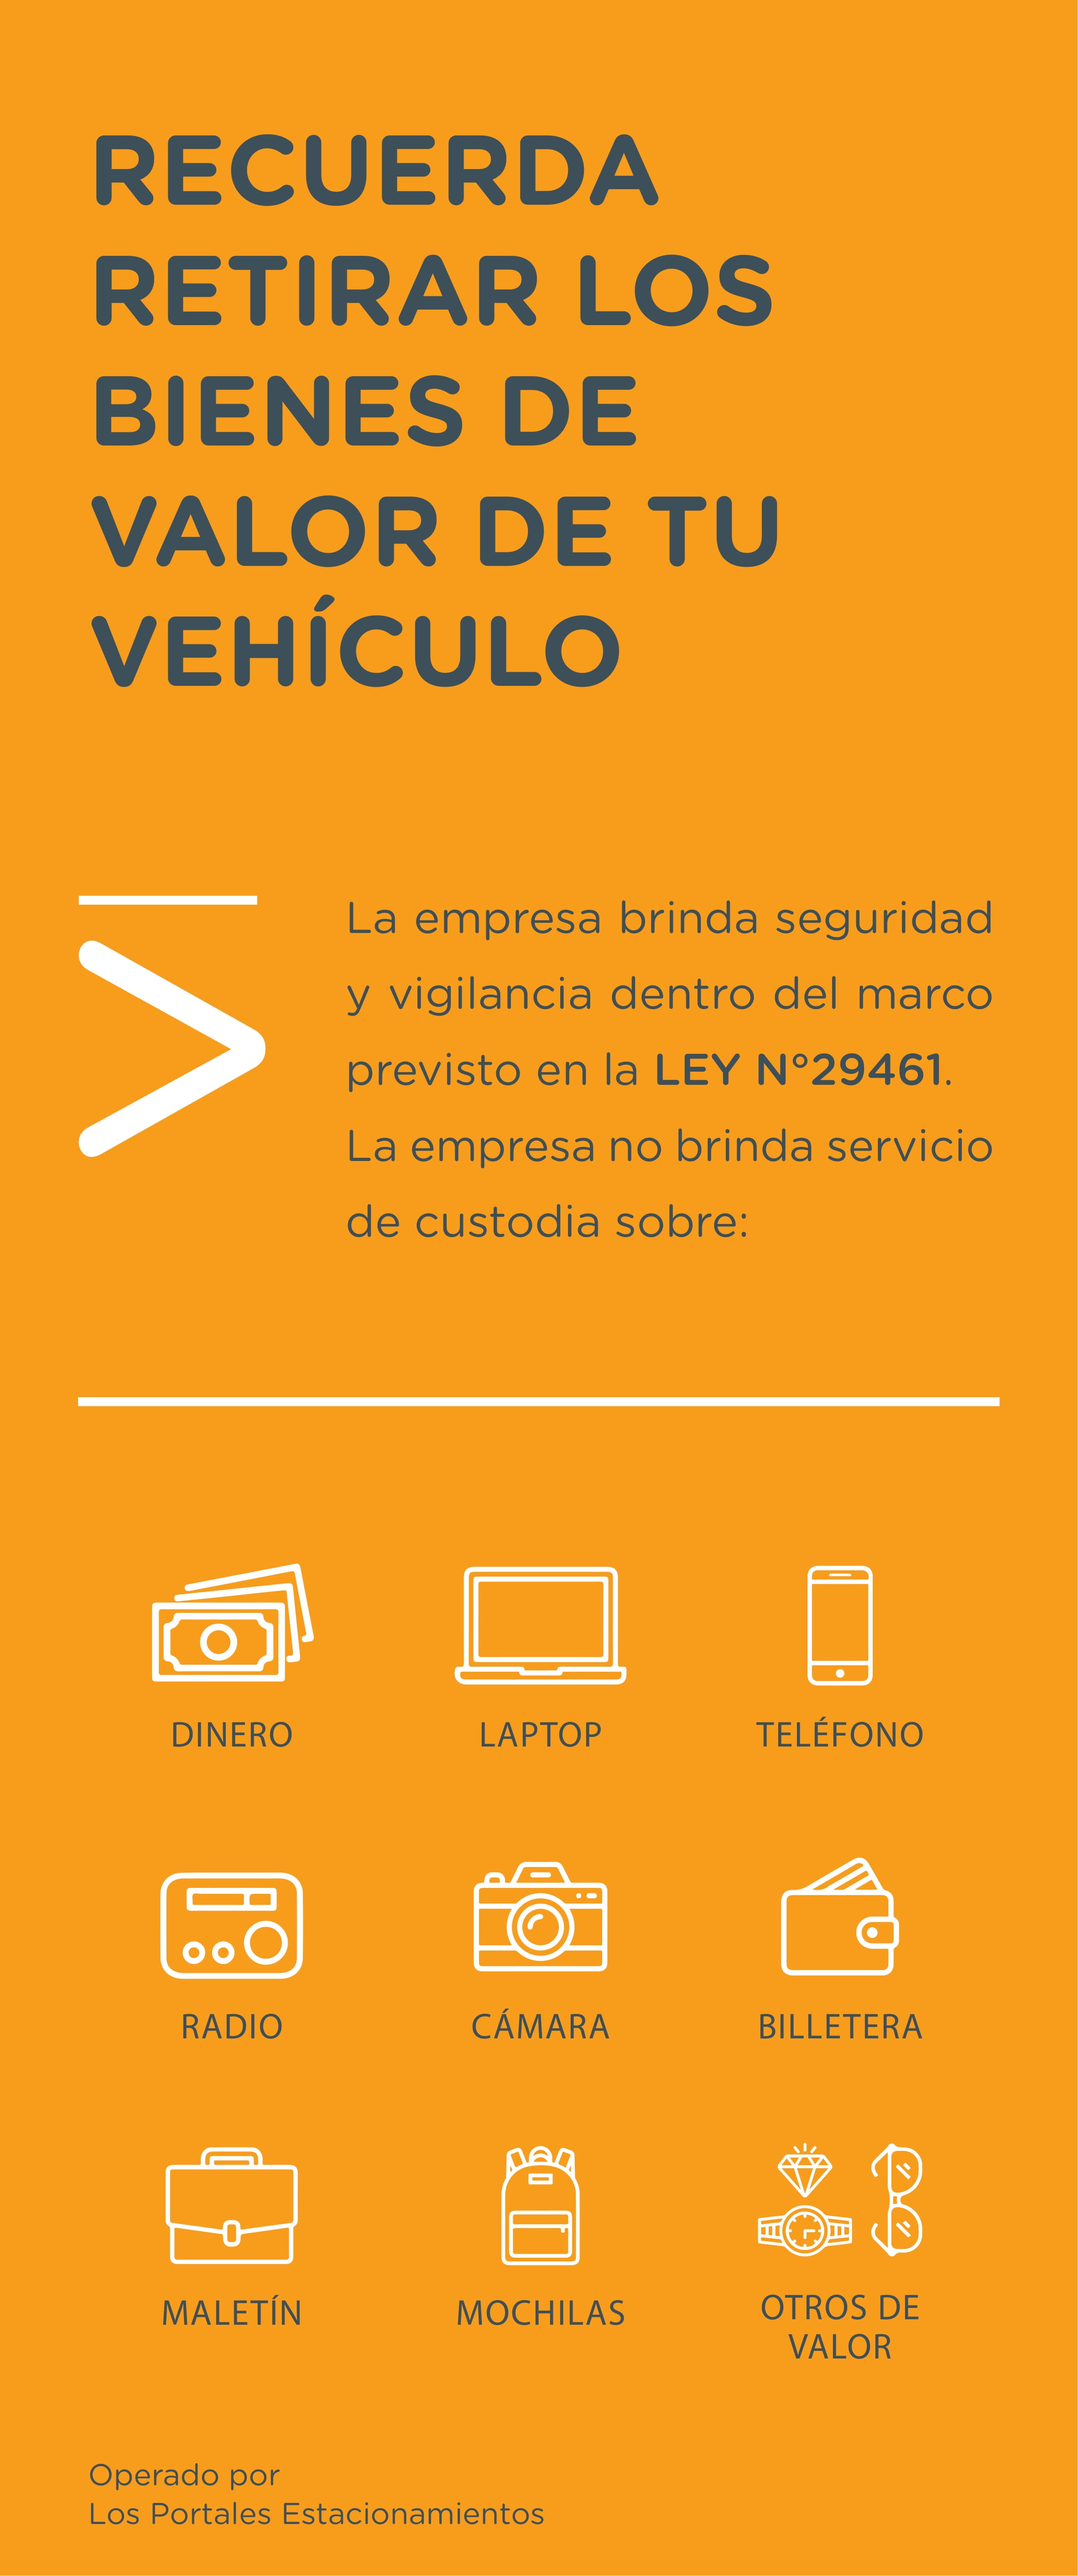 RECUERDA
RETIRAR LOS
BIENES DE
VALOR DE TU
VEHÍCULO
La empresa brinda seguridad
y vigilancia dentro del marco
previsto en la LEY N°29461.
La empresa no brinda servicio
de custodia sobre:
DINERO
LAPTOP
TELÉFONO
RADIO
CÁMARA
BILLETERA
MALETÍN
MOCHILAS
OTROS DE
VALOR
Operado por
Los Portales Estacionamientos